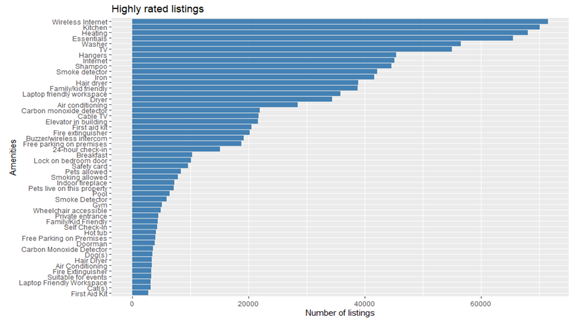 Highly rated listings
Wireless Internet
Kitchen
Heating
Essentials
Washer
TV
Hangers
Internet
Shampoo
Smoke detector
Iron
Hair dryer
Family/kid friendly
Laptop friendly workspace
Dryer
Air conditioning
Carbon monoxide detector
Cable TV
Elevator in building
First aid kit
Fire extinguisher
Buzzer/wireless intercom
Free parking on premises
24-hour check-in
Breakfast
Lock on bedroom door
Safety card
Pets allowed
Smoking allowed
Indoor fireplace
Pets live on this property
Pool
Smoke Detector
Gym
Wheelchair accessible
Private entrance
Family/Kid Friendly
Self Check-In
Hot tub
Free Parking on Premises
Doorman
Carbon Monoxide Detector
Dog(s)
Hair Dryer
Air Conditioning
Fire Extinguisher
Suitable for events
Laptop Friendly Workspace
Cat(s)
First Aid Kit
Amenities
0 20000 40000 60000
Number of listings